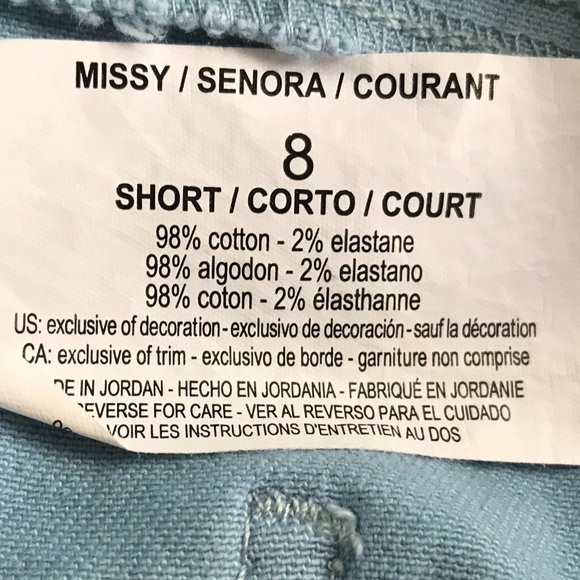 MISSY / SENORA / COURANT
8
SHORT / CORTO / COURT
98% cotton - 2% elastane
98% algodon - 2% elastano
98% coton - 2% élasthanne
US: exclusive of decoration - exclusivo de decoración - sauf la décoration
CA: exclusive of trim - exclusivo de borde - garniture non comprise
DE IN JORDAN - HECHO EN JORDANIA - FABRIQUÉ EN JORDANIE
EVERSE FOR CARE - VER AL REVERSO PARA EL CUIDADO
VOIR LES INSTRUCTIONS D'ENTRETIEN AU DOS